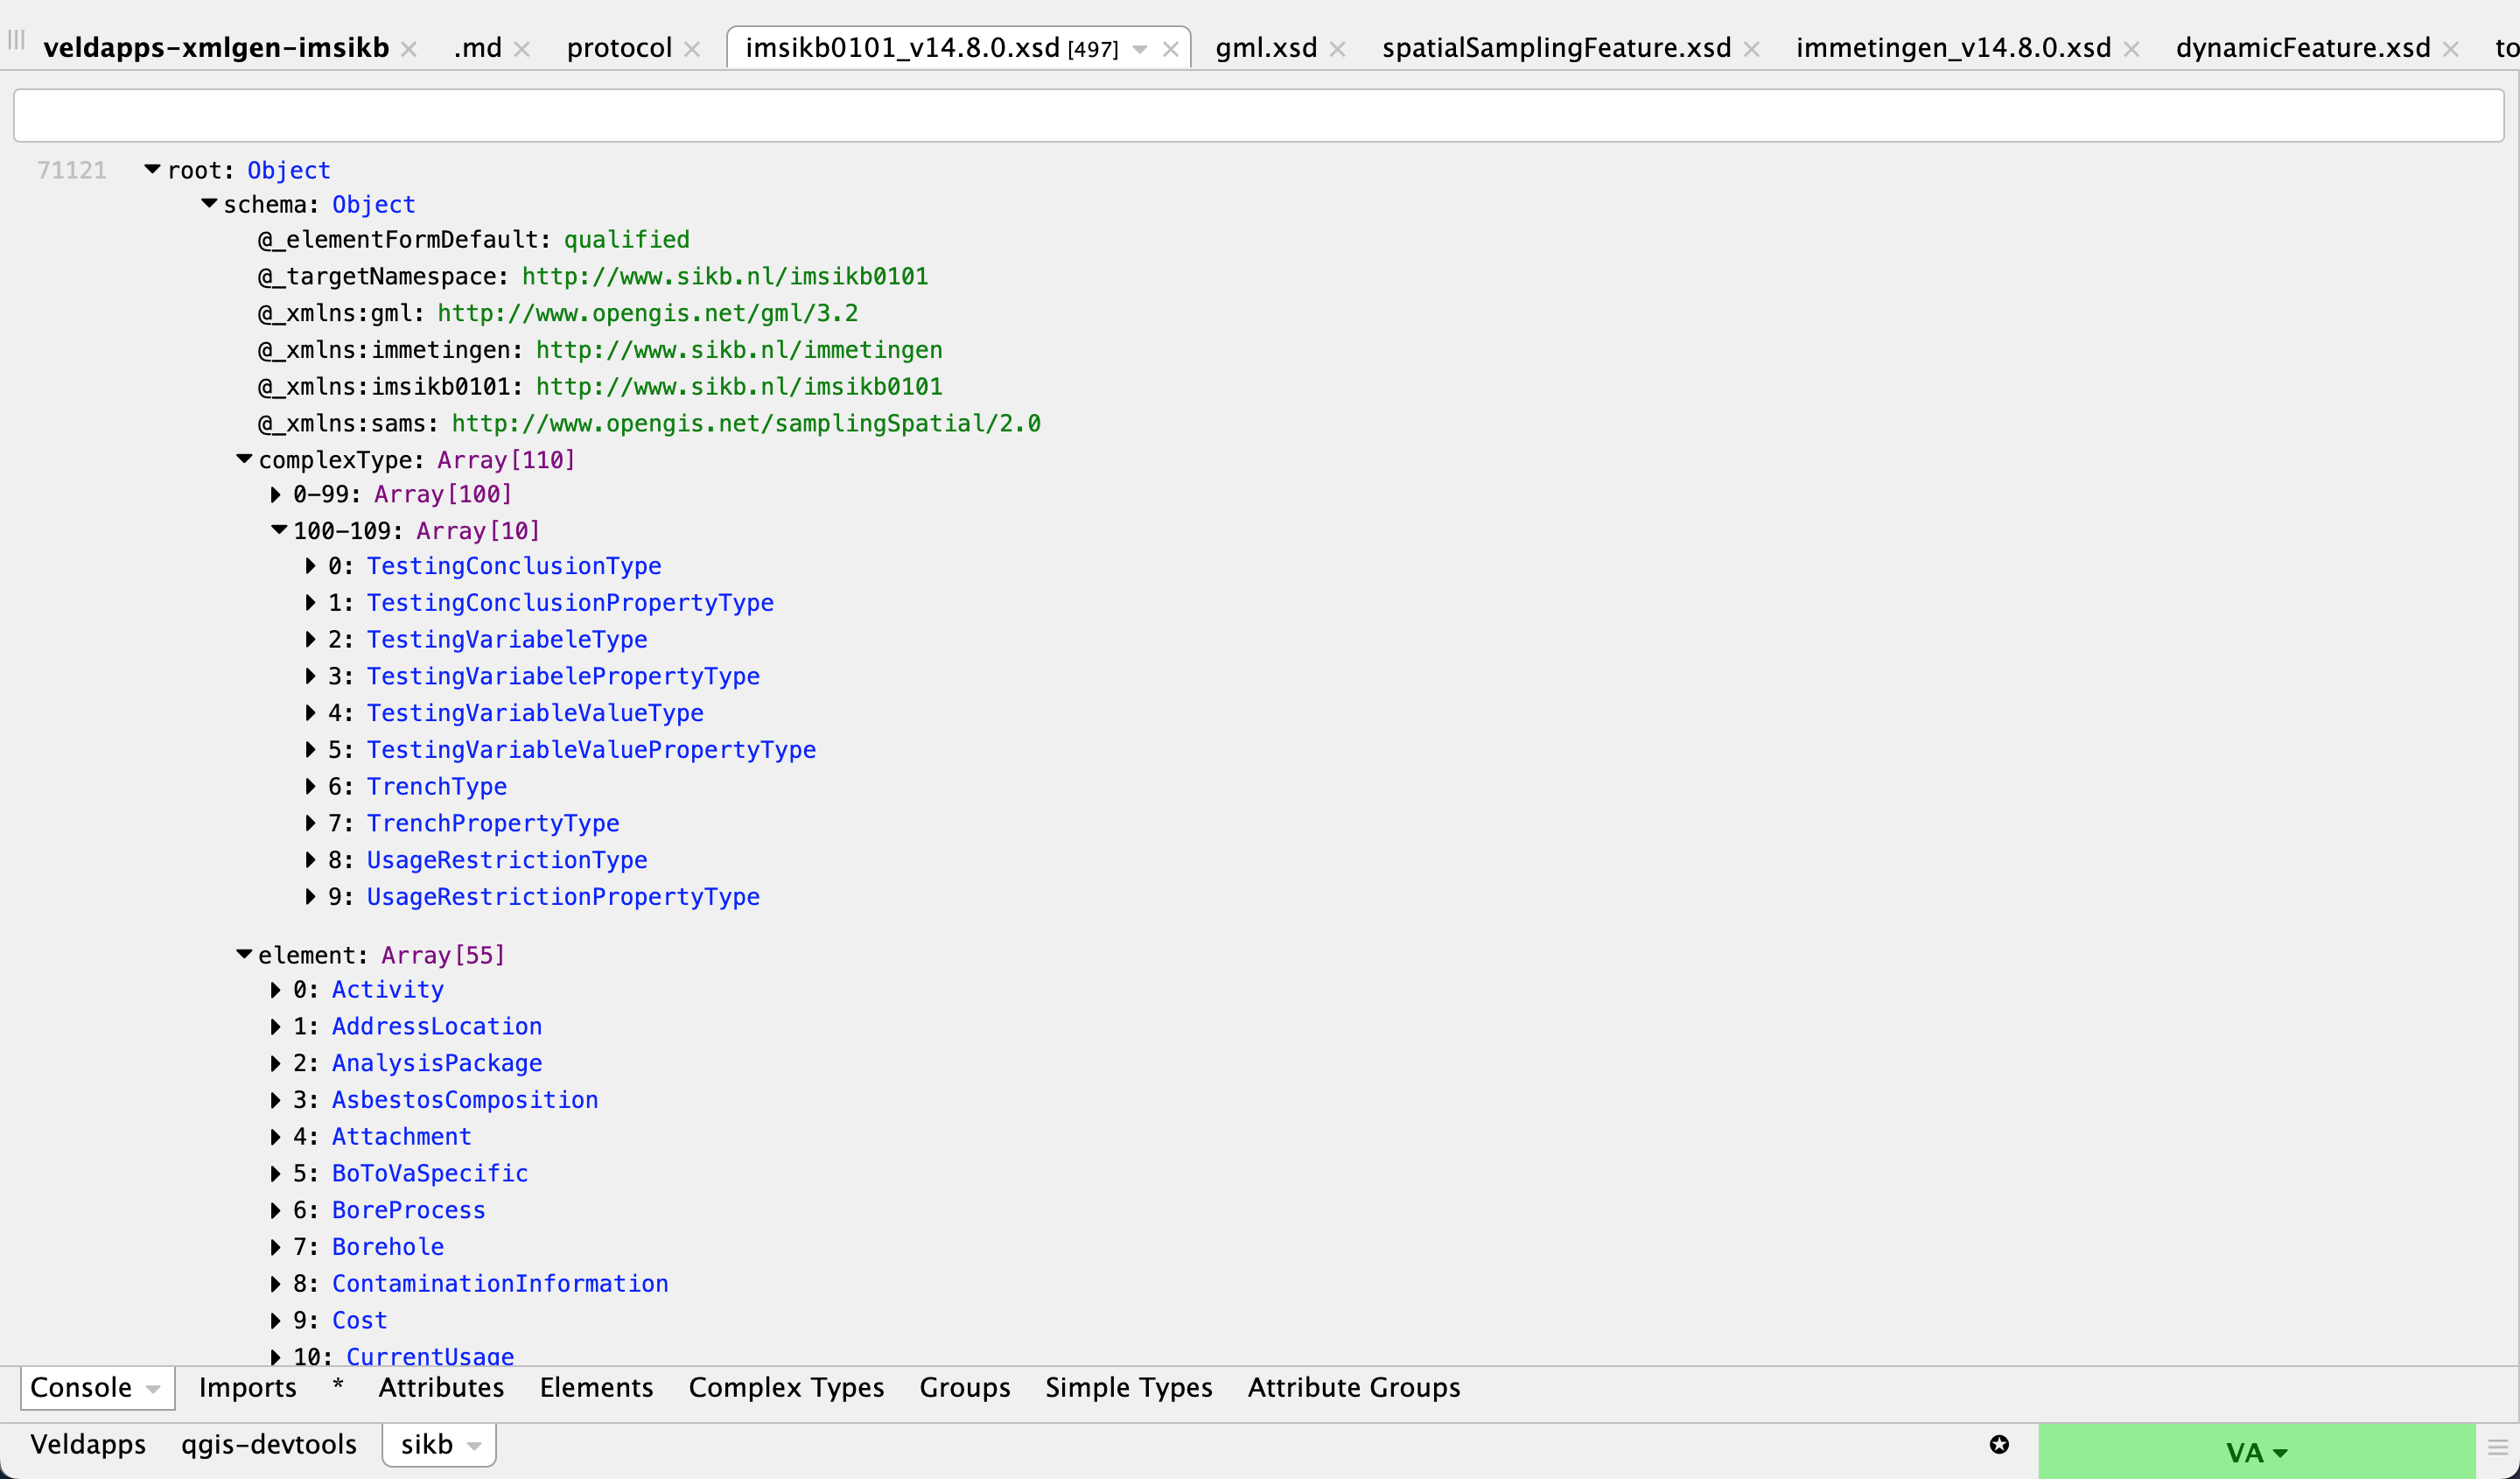 veldapps-xmlgen-imsikb .md protocol imsikb0101_v14.8.0.xsd [497] gml.xsd spatialSamplingFeature.xsd immetingen_v14.8.0.xsd dynamicFeature.xsd to
71121 root: Object
schema: Object
@_elementFormDefault: qualified
@_targetNamespace: http://www.sikb.nl/imsikb0101
@_xmlns:gml: http://www.opengis.net/gml/3.2
@_xmlns:immetingen: http://www.sikb.nl/immetingen
@_xmlns:imsikb0101: http://www.sikb.nl/imsikb0101
@_xmlns:sams: http://www.opengis.net/samplingSpatial/2.0
complexType: Array[110]
0-99: Array[100]
100-109: Array[10]
0: TestingConclusionType
1: TestingConclusionPropertyType
2: TestingVariabeleType
3: TestingVariabelePropertyType
4: TestingVariableValueType
5: TestingVariableValuePropertyType
6: TrenchType
7: TrenchPropertyType
8: UsageRestrictionType
9: UsageRestrictionPropertyType
element: Array[55]
0: Activity
1: AddressLocation
2: AnalysisPackage
3: AsbestosComposition
4: Attachment
5: BoToVaSpecific
6: BoreProcess
7: Borehole
8: ContaminationInformation
9: Cost
10: CurrentUsage
Console Imports * Attributes Elements Complex Types Groups Simple Types Attribute Groups
Veldapps qgis-devtools sikb VA